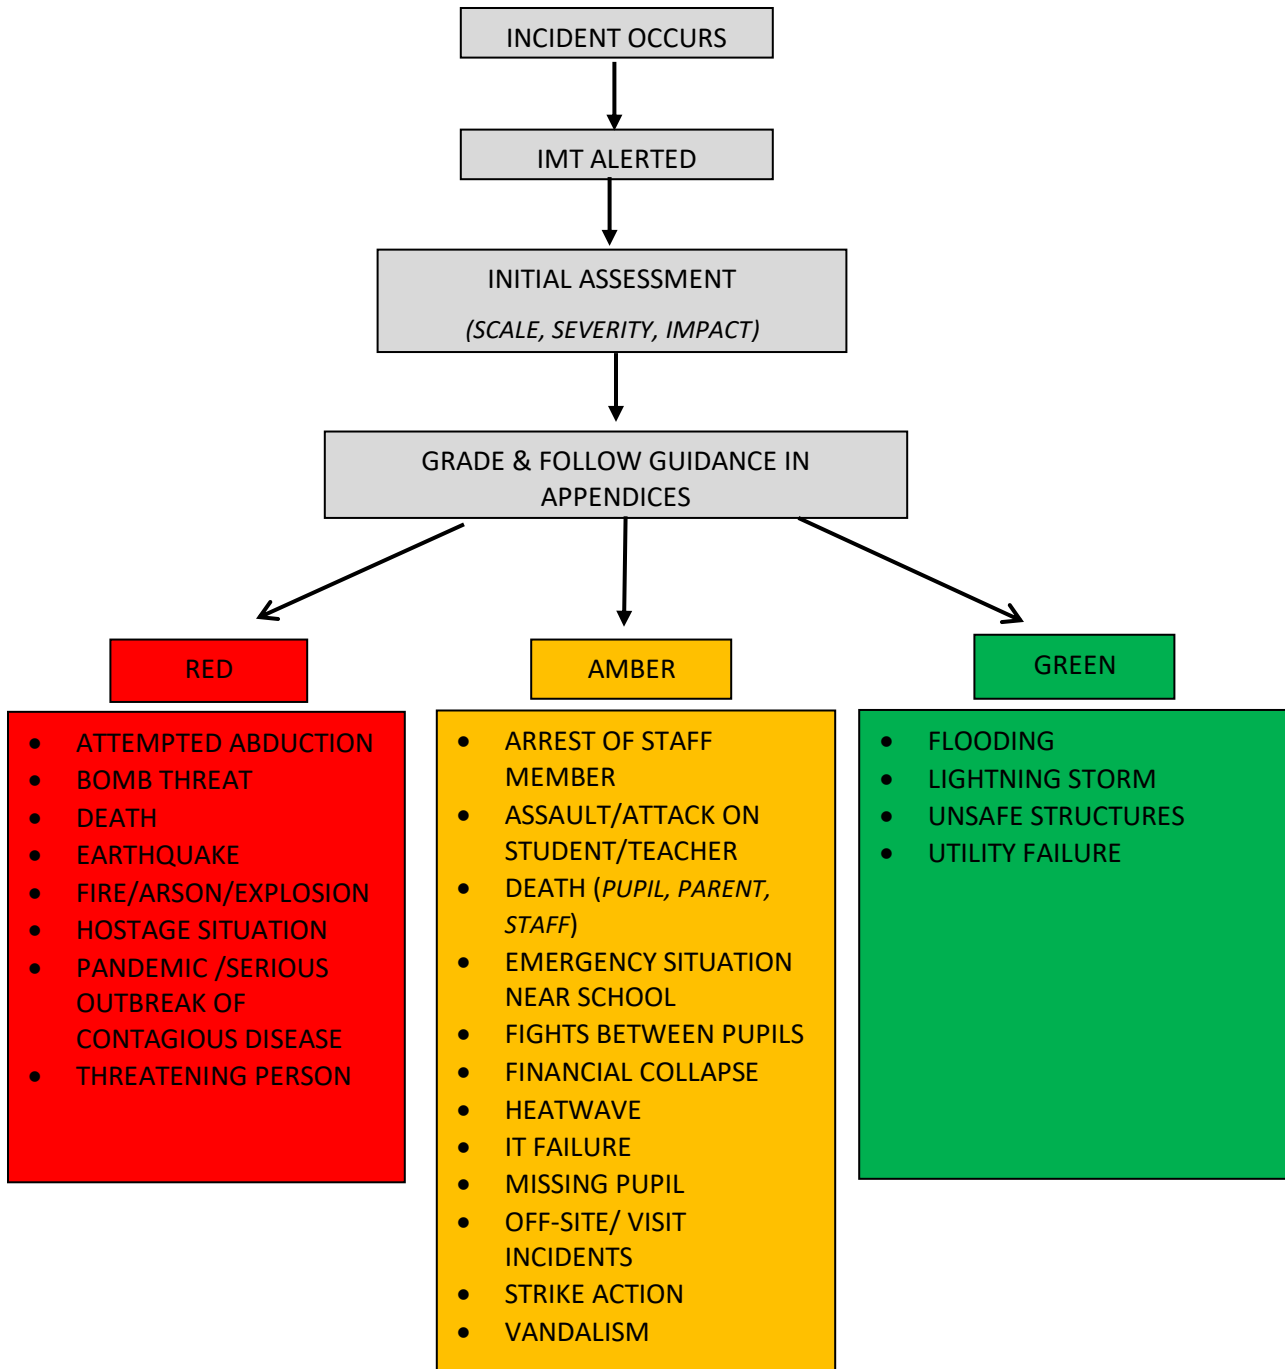 INCIDENT OCCURS
IMT ALERTED
INITIAL ASSESSMENT
(SCALE, SEVERITY, IMPACT)
GRADE & FOLLOW GUIDANCE IN
APPENDICES
RED
• ATTEMPTED ABDUCTION
• BOMB THREAT
• DEATH
• EARTHQUAKE
• FIRE/ARSON/EXPLOSION
• HOSTAGE SITUATION
• PANDEMIC /SERIOUS
OUTBREAK OF
CONTAGIOUS DISEASE
• THREATENING PERSON
AMBER
• ARREST OF STAFF
MEMBER
• ASSAULT/ATTACK ON
STUDENT/TEACHER
• DEATH (PUPIL, PARENT,
STAFF)
• EMERGENCY SITUATION
NEAR SCHOOL
• FIGHTS BETWEEN PUPILS
• FINANCIAL COLLAPSE
• HEATWAVE
• IT FAILURE
• MISSING PUPIL
• OFF-SITE/ VISIT
INCIDENTS
• STRIKE ACTION
• VANDALISM
GREEN
• FLOODING
• LIGHTNING STORM
• UNSAFE STRUCTURES
• UTILITY FAILURE